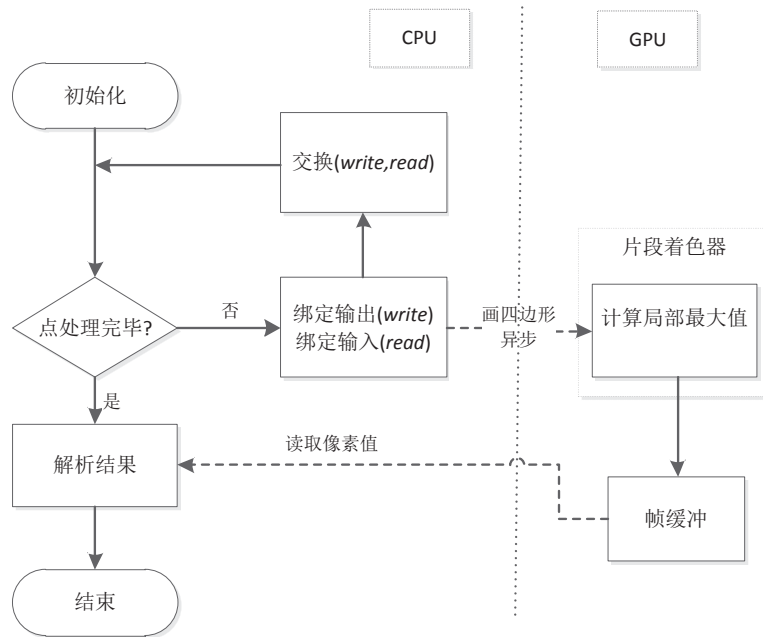 CPU
GPU
初始化
交换(write,read)
片段着色器
点处理完毕?
否
绑定输出(write)
绑定输入(read)
画四边形
异步
计算局部最大值
是
解析结果
读取像素值
帧缓冲
结束